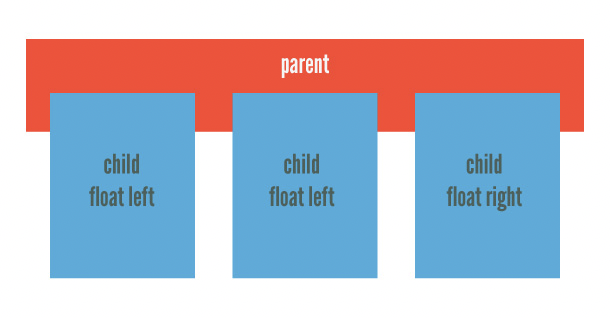 parent
child
float left
child
float left
child
float right